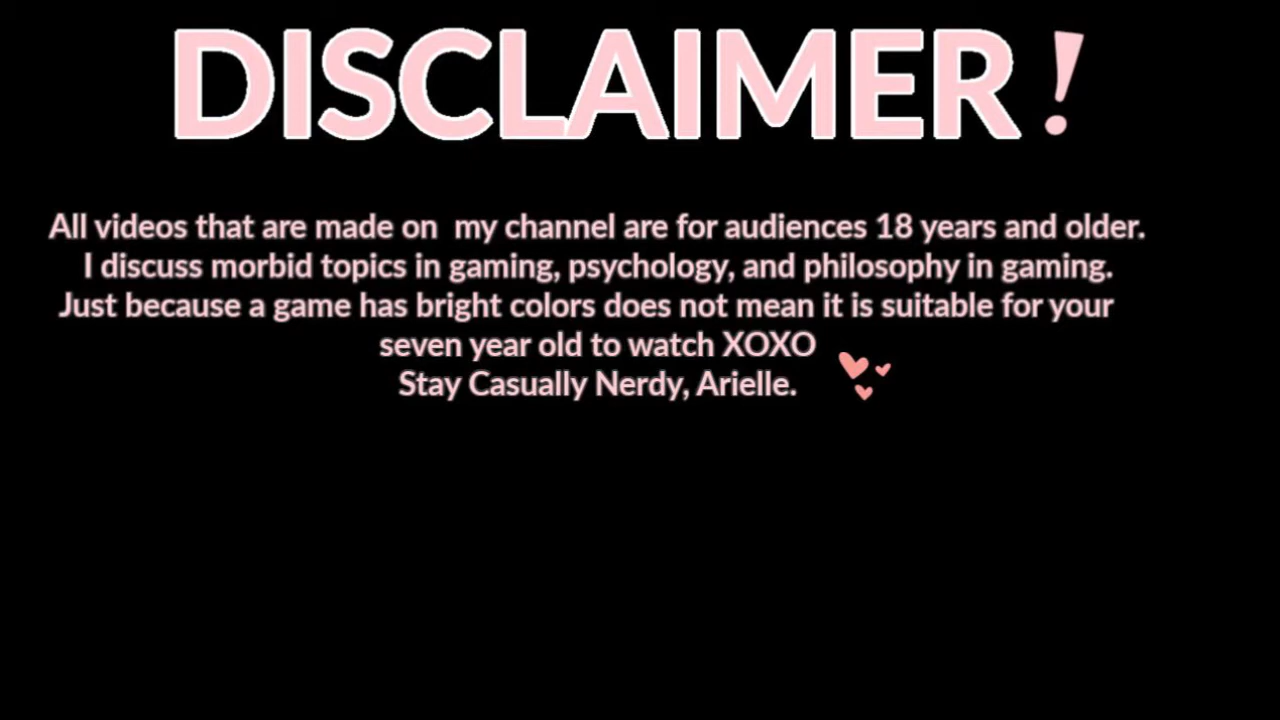 DISCLAIMER!
All videos that are made on my channel are for audiences 18 years and older.
I discuss morbid topics in gaming, psychology, and philosophy in gaming.
Just because a game has bright colors does not mean it is suitable for your
seven year old to watch XOXO
Stay Casually Nerdy, Arielle.